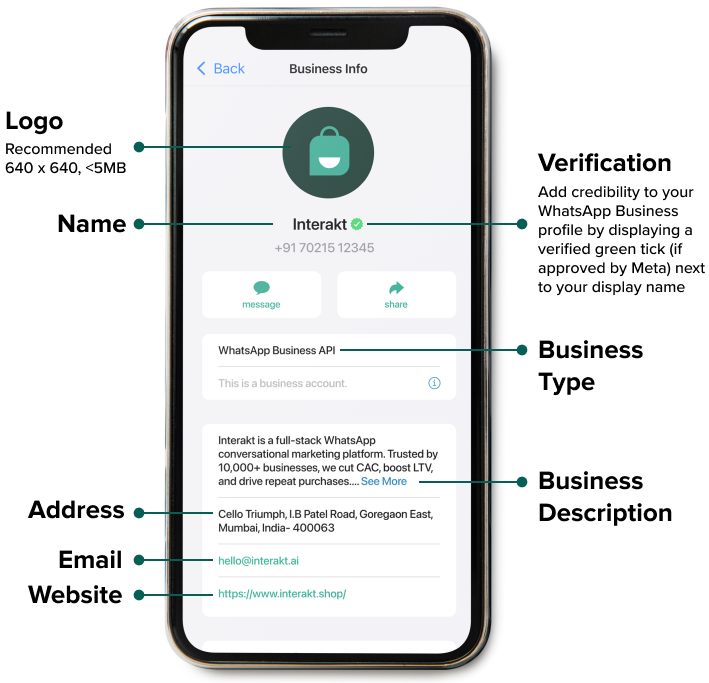 Back
Business Info
Logo
Recommended
640 x 640, <5MB
Name
Interakt
+91 70215 12345
Verification
Add credibility to your
WhatsApp Business
profile by displaying a
verified green tick (if
approved by Meta) next
to your display name
message
share
WhatsApp Business API
This is a business account.
Business
Type
Interakt is a full-stack WhatsApp
conversational marketing platform. Trusted by
10,000+ businesses, we cut CAC, boost LTV,
and drive repeat purchases.... See More
Business
Description
Address
Cello Triumph, I.B Patel Road, Goregaon East,
Mumbai, India- 400063
Email
hello@interakt.ai
Website
https://www.interakt.shop/